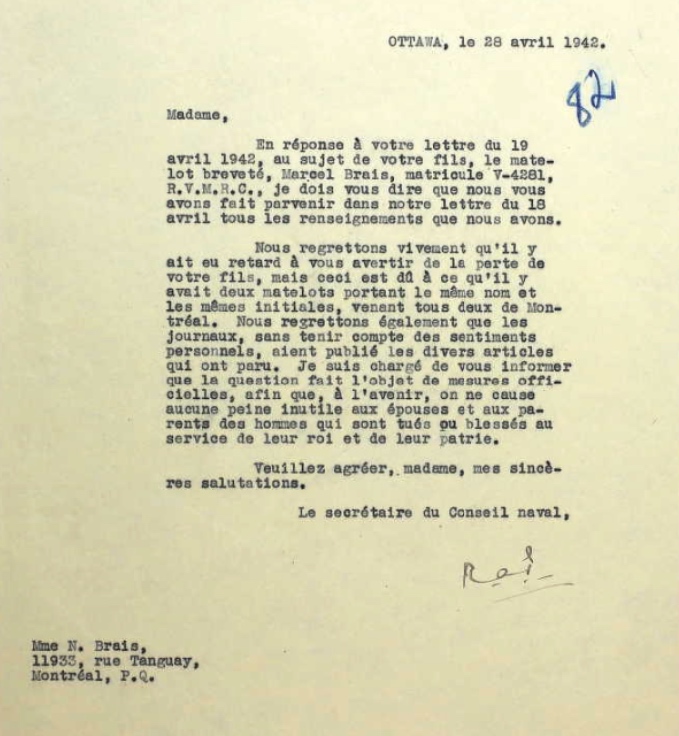 OTTAWA, le 28 avril 1942.
82
Madame,
En réponse à votre lettre du 19
avril 1942, au sujet de votre fils, le mate-
lot breveté, Marcel Brais, matricule V-4281,
R.V.M.R.C., je dois vous dire que nous vous
avons fait parvenir dans notre lettre du 18
avril tous les renseignements que nous avons.
Nous regrettons vivement qu'il y
ait eu retard à vous avertir de la perte de
votre fils, mais ceci est dû à ce qu'il y
avait deux matelots portant le même nom et
les mêmes initiales, venant tous deux de Mon-
tréal. Nous regrettons également que les
journaux, sans tenir compte des sentiments
personnels, aient publié les divers articles
qui ont paru. Je suis chargé de vous informer
que la question fait l'objet de mesures offi-
cielles, afin que, à l'avenir, on ne cause
aucune peine inutile aux épouses et aux pa-
rents des hommes qui sont tués ou blessés au
service de leur roi et de leur patrie.
Veuillez agréer, madame, mes sincè-
res salutations.
Le secrétaire du Conseil naval,
Mme N. Brais,
11933, rue Tanguay,
Montréal, P.Q.